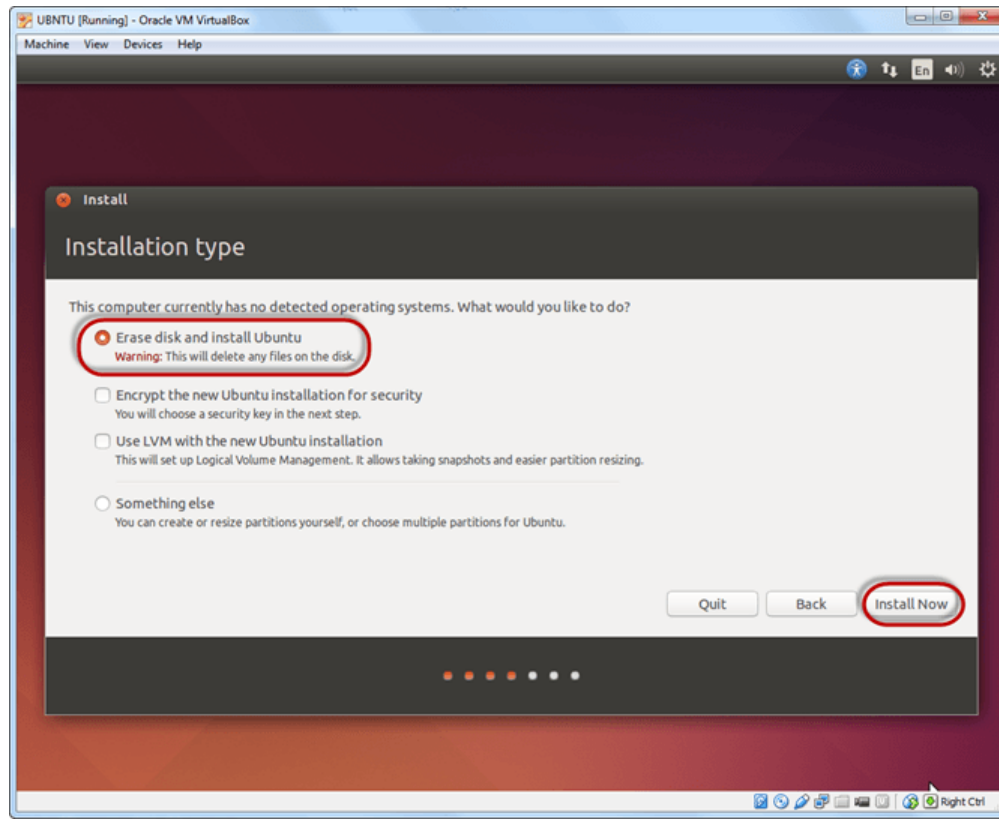 UBNTU [Running] - Oracle VM VirtualBox
Machine View Devices Help
En
Install
Installation type
This computer currently has no detected operating systems. What would you like to do?
Erase disk and install Ubuntu
Warning: This will delete any files on the disk.
Encrypt the new Ubuntu installation for security
You will choose a security key in the next step.
Use LVM with the new Ubuntu installation
This will set up Logical Volume Management. It allows taking snapshots and easier partition resizing.
Something else
You can create or resize partitions yourself, or choose multiple partitions for Ubuntu.
Quit Back Install Now
Right Ctrl